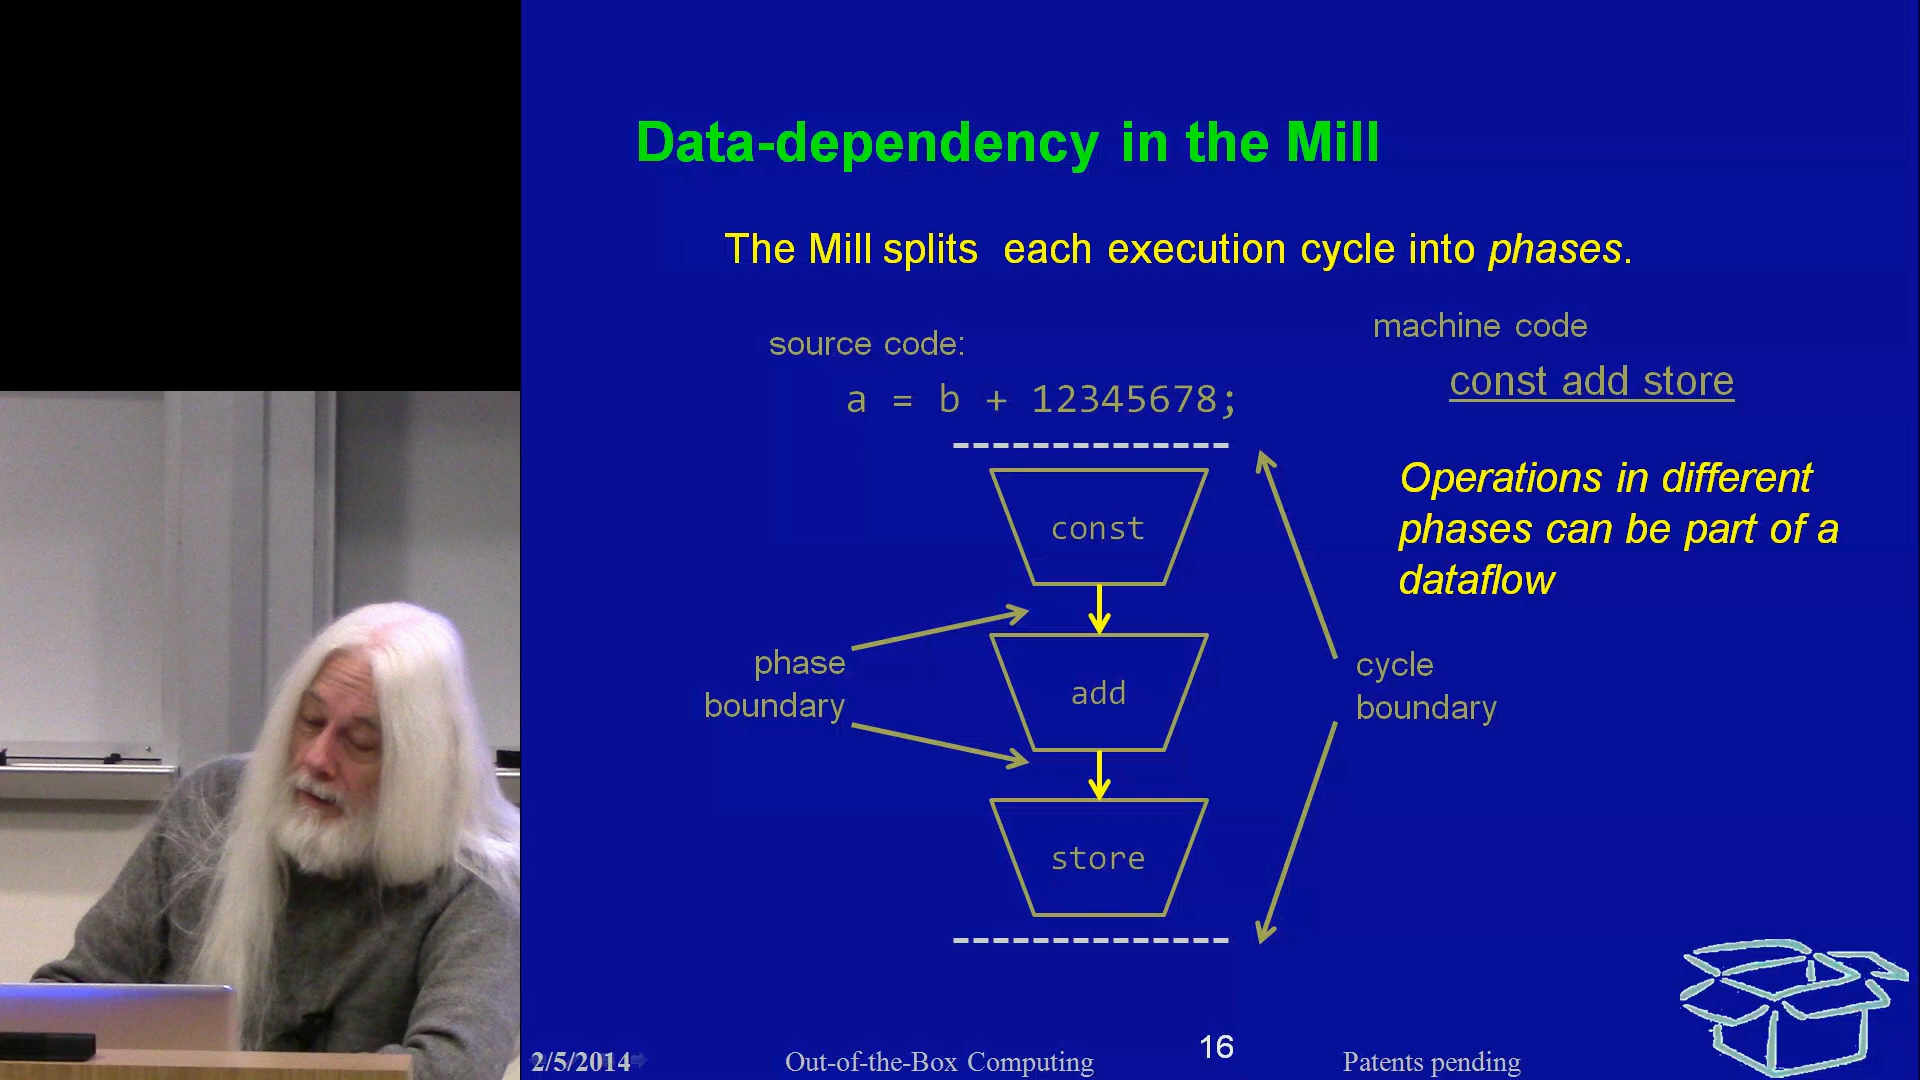 Data-dependency in the Mill
The Mill splits each execution cycle into phases.
source code:
a = b + 12345678;
machine code
const add store
Operations in different
phases can be part of a
dataflow
const
phase
boundary
add
cycle
boundary
store
2/5/2014
Out-of-the-Box Computing
16
Patents pending